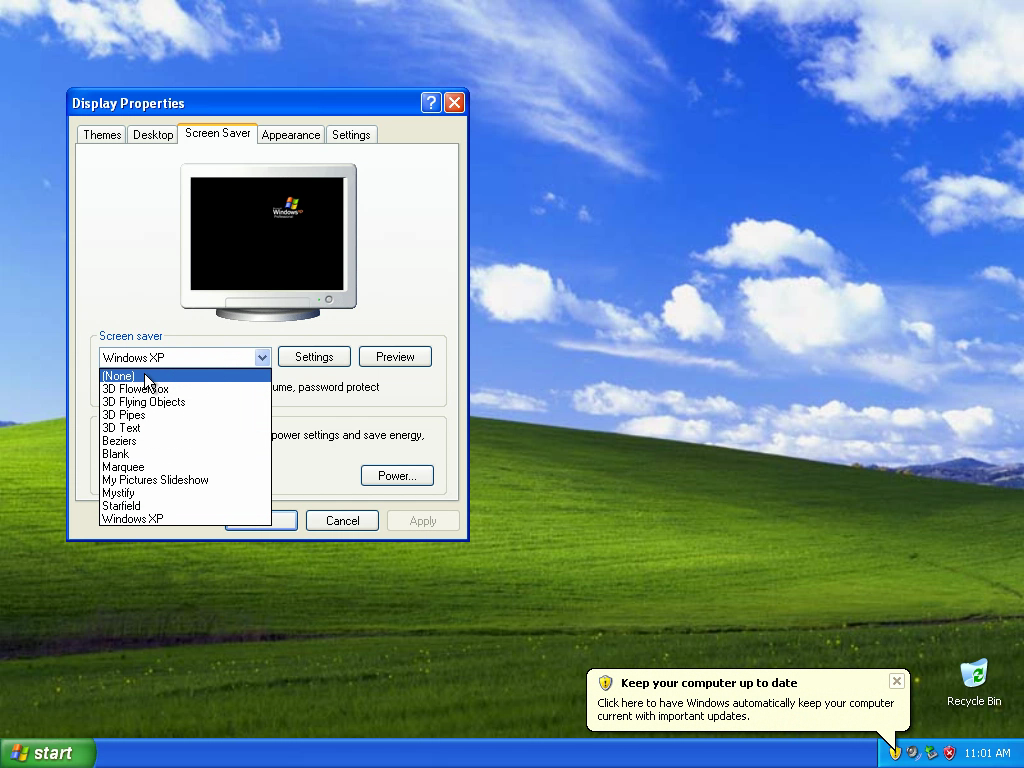 Display Properties
Themes Desktop Screen Saver Appearance Settings
Windows XP
Screen saver
Windows XP Settings Preview
(None)
3D FlowerBox
ume, password protect
3D Flying Objects
3D Pipes
3D Text
power settings and save energy,
Beziers
Blank
Marquee
My Pictures Slideshow
Power...
Mystify
Starfield
Windows XP
Cancel Apply
Recycle Bin
Keep your computer up to date
Click here to have Windows automatically keep your computer
current with important updates.
start
11:01 AM